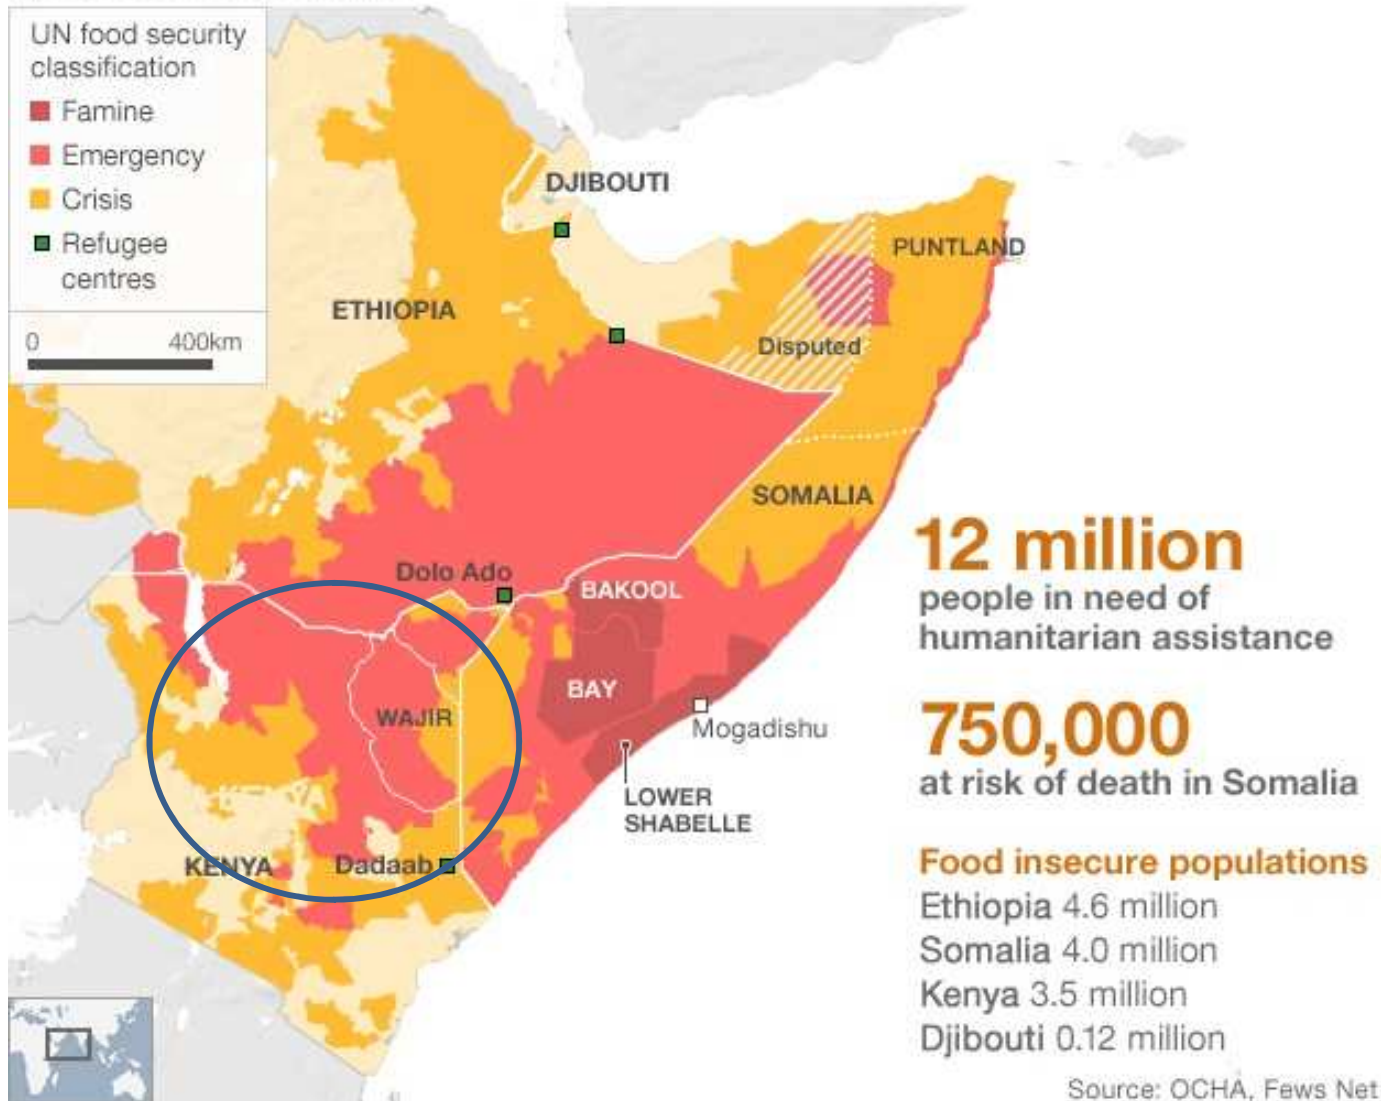 UN food security
classification
Famine
Emergency
Crisis
Refugee
centres
0 400km
DJIBOUTI
PUNTLAND
ETHIOPIA
Disputed
SOMALIA
Dolo Ado
BAKOOL
BAY
WAJIR
Mogadishu
LOWER
SHABELLE
KENYA
Dadaab
12 million
people in need of
humanitarian assistance
750,000
at risk of death in Somalia
Food insecure populations
Ethiopia 4.6 million
Somalia 4.0 million
Kenya 3.5 million
Djibouti 0.12 million
Source: OCHA, Fews Net